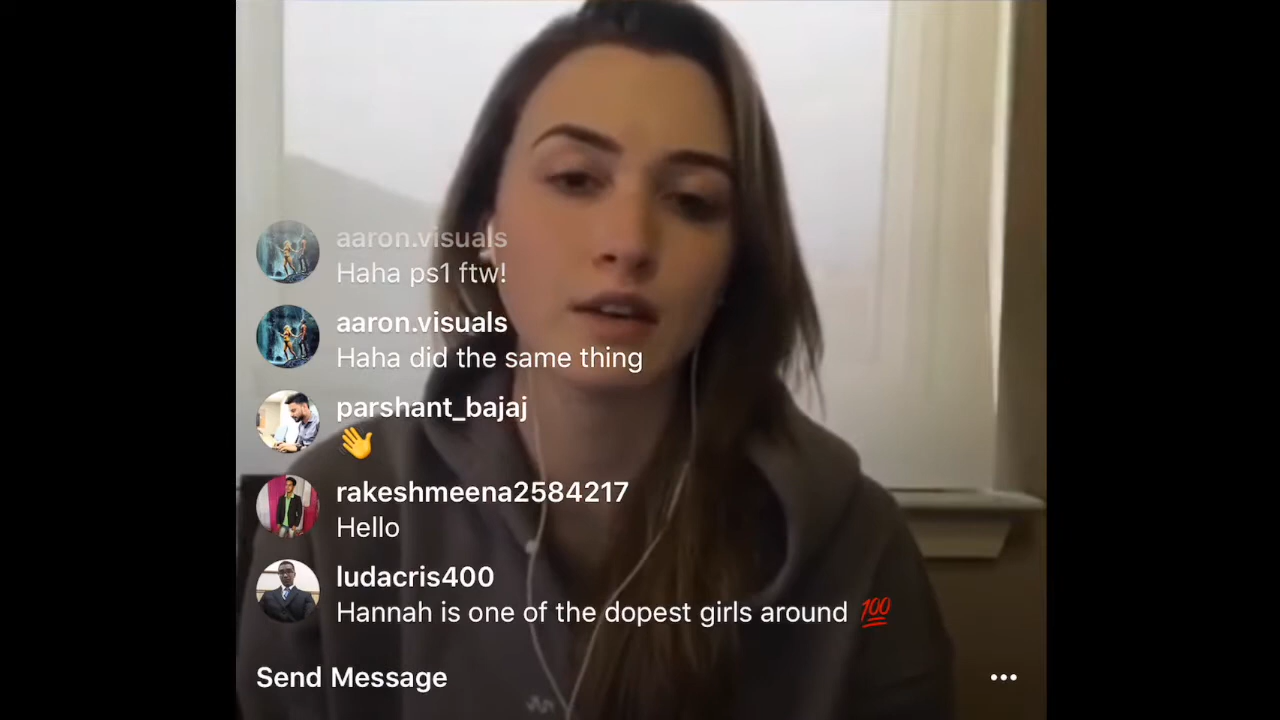 aaron.visuals
Haha ps1 ftw!
aaron.visuals
Haha did the same thing
parshant_bajaj
👋
rakeshmeena2584217
Hello
ludacris400
Hannah is one of the dopest girls around 💯
Send Message